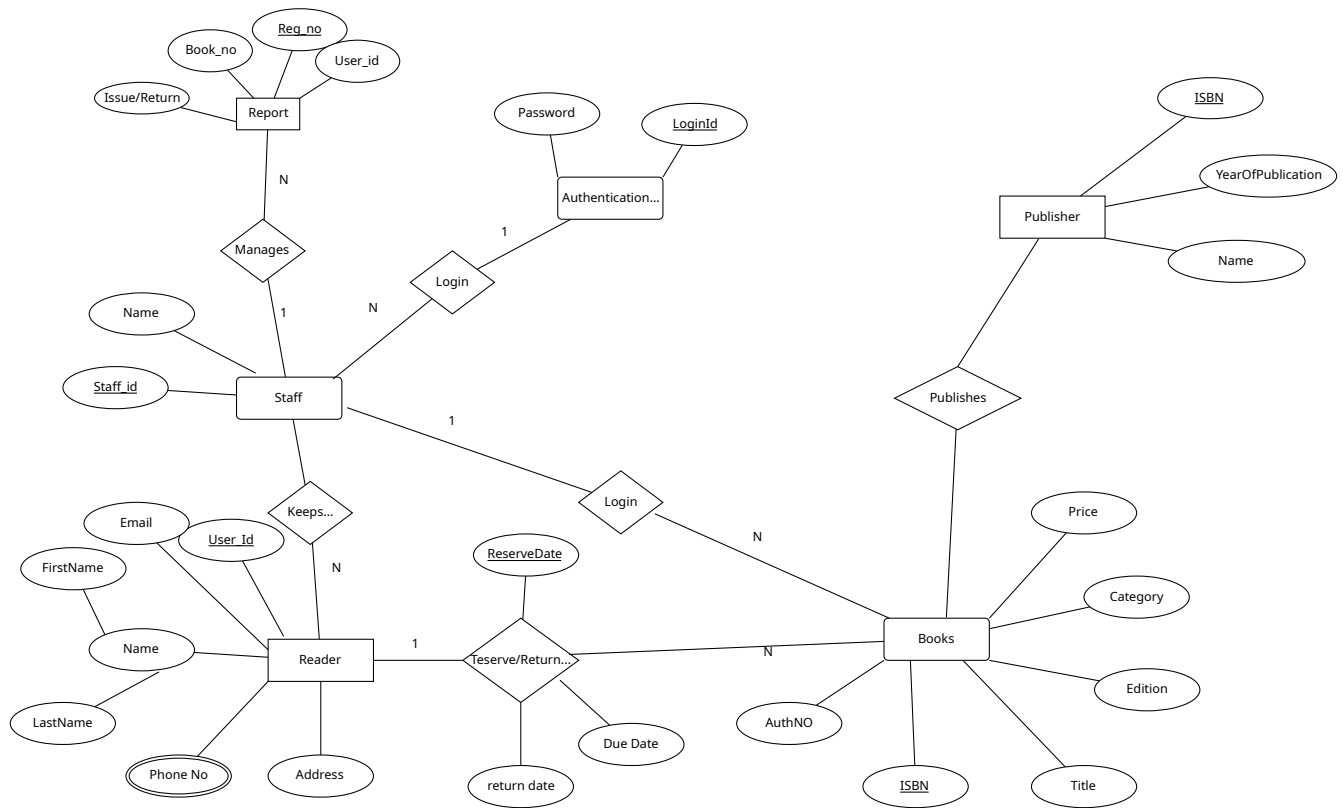 Reg_no
Book_no
User_id
Issue/Return
Report
Password
LoginId
ISBN
N
YearOfPublication
Authentication...
Publisher
1
Manages
Name
Login
1
N
Name
Staff_id
Staff
Publishes
1
Login
Keeps...
Price
Email
User_Id
N
ReserveDate
FirstName
N
Category
Name
1
Reader
Teserve/Return...
N
Books
Edition
LastName
AuthNO
Due Date
Phone No
Address
return date
ISBN
Title